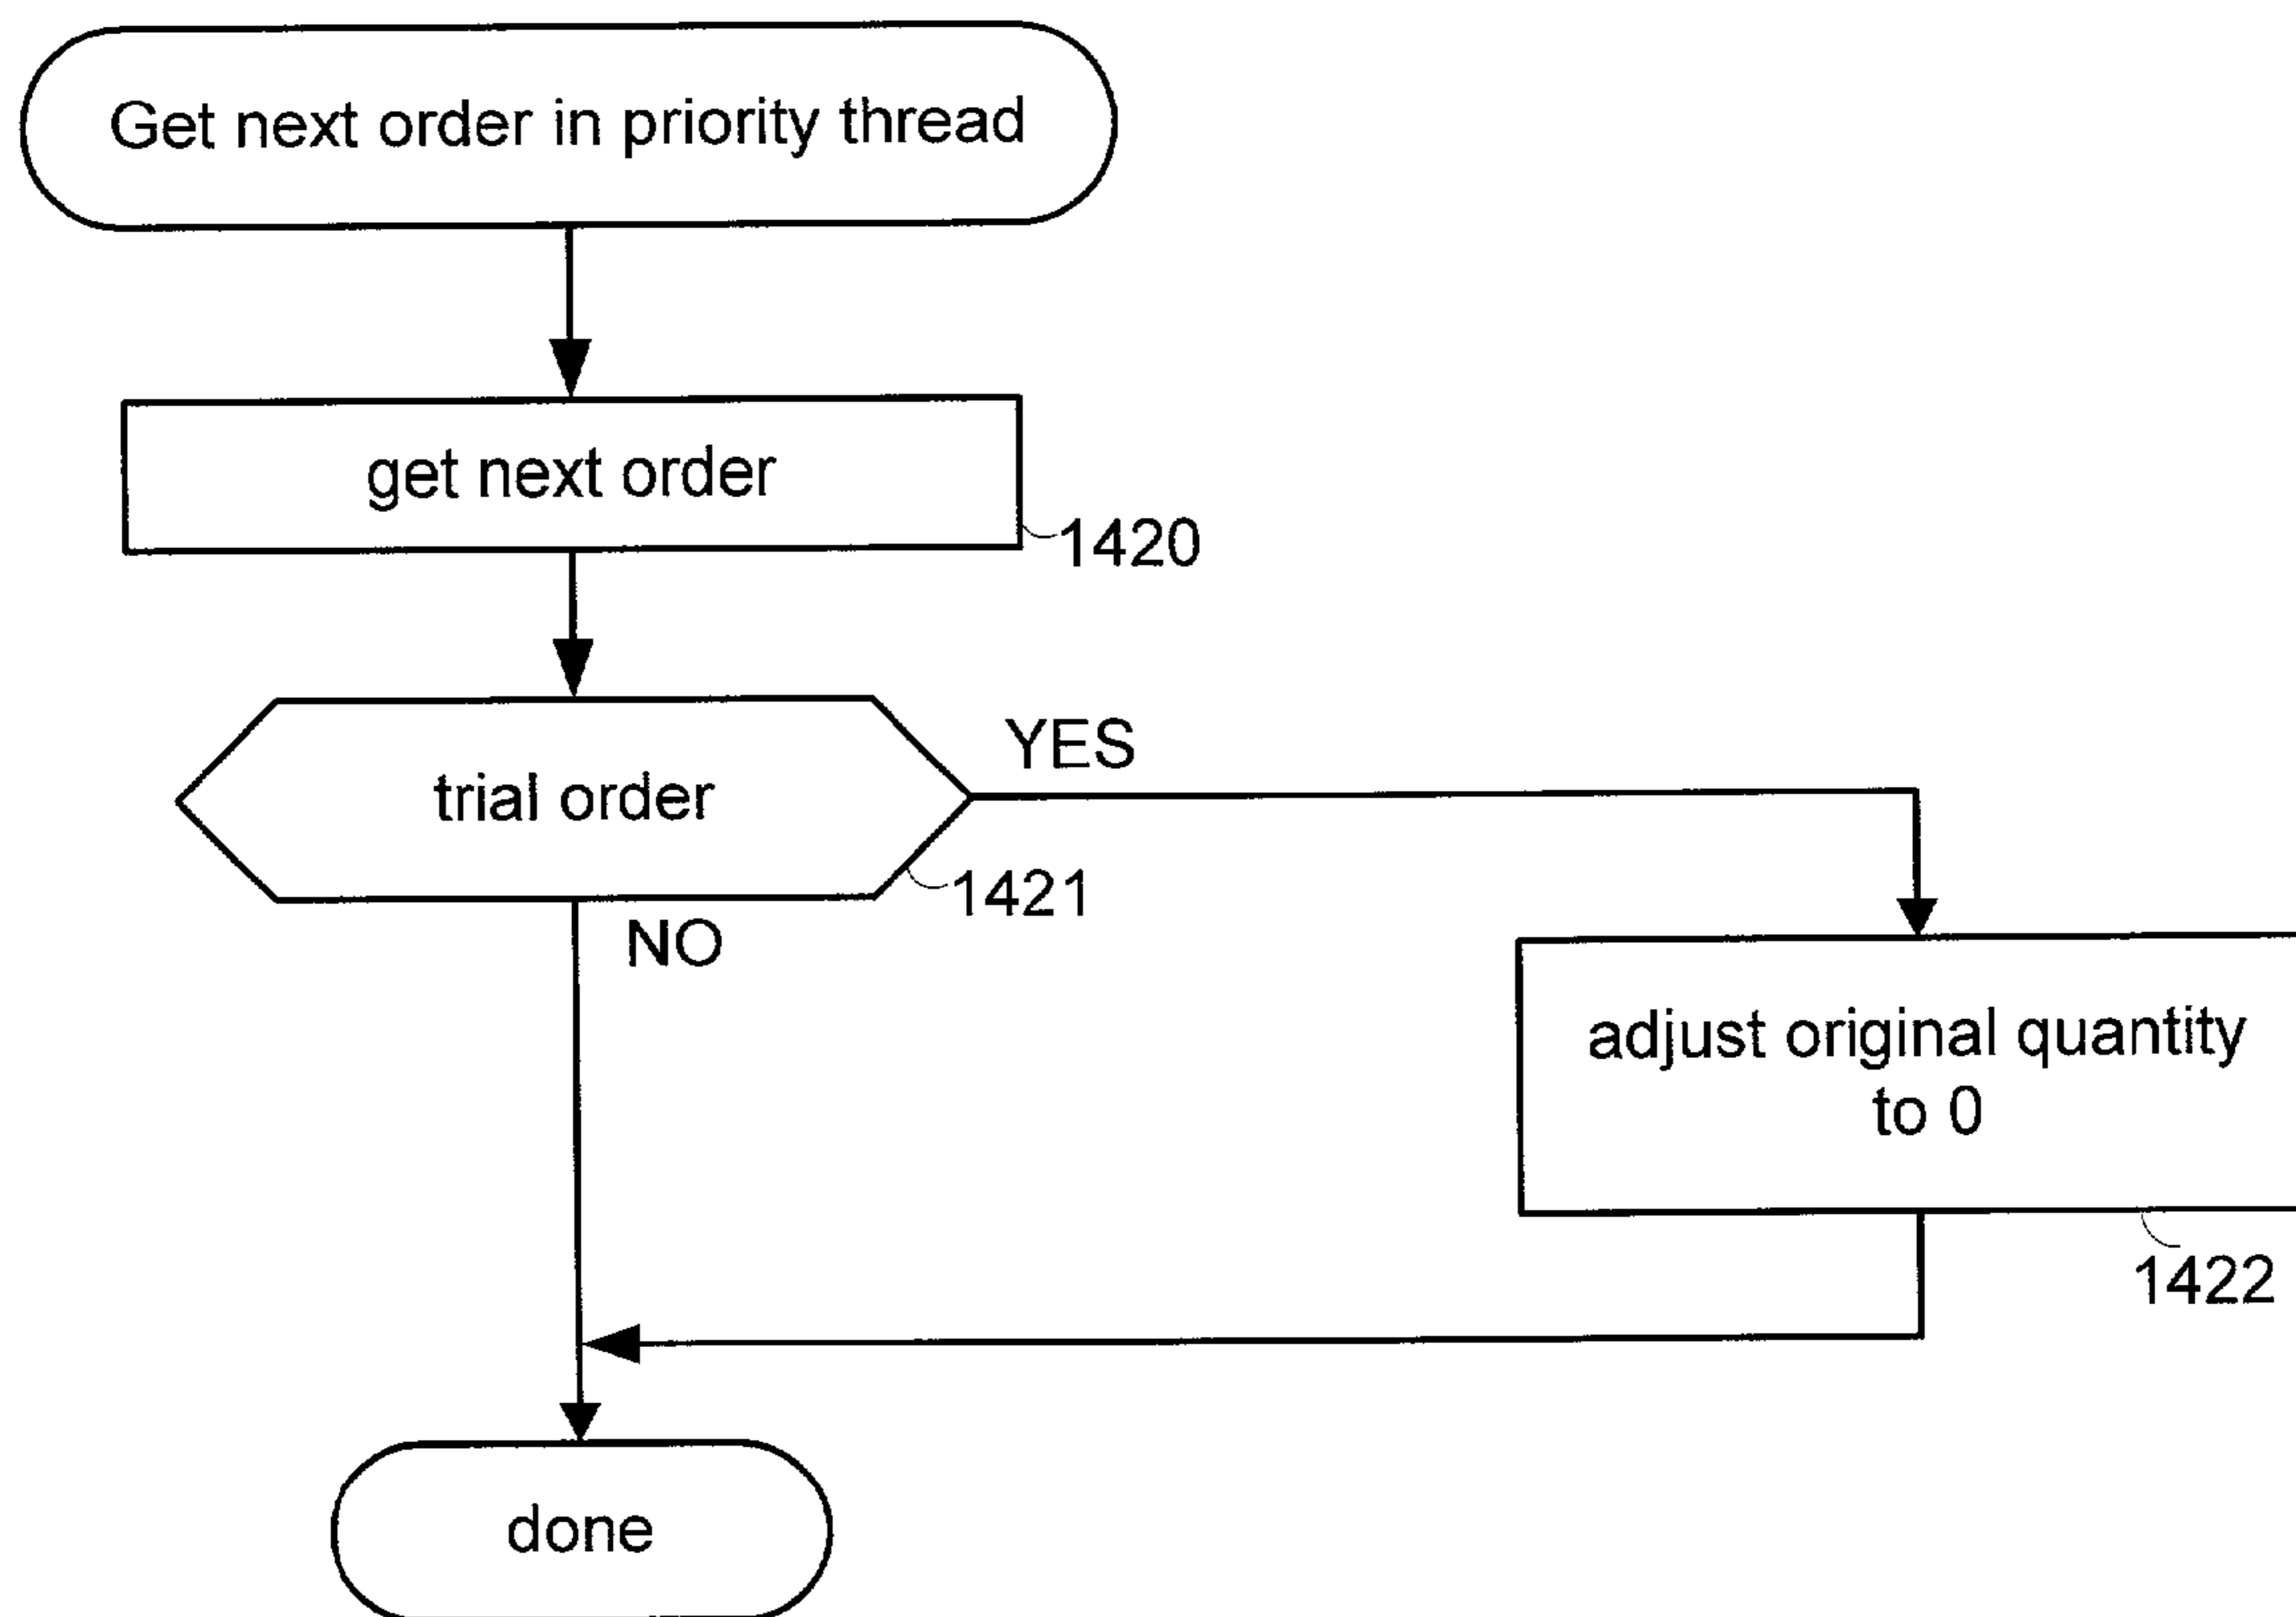 Get next order in priority thread
get next order
1420
trial order
YES
1421
NO
adjust original quantity
to 0
1422
done